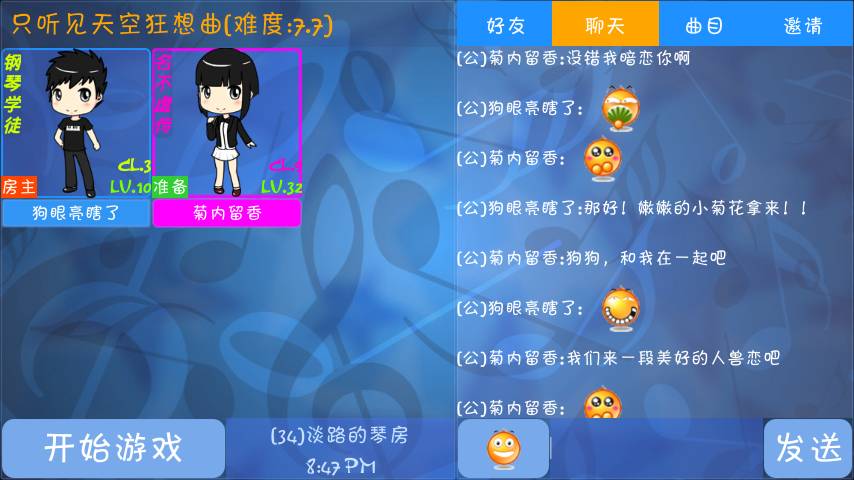 只听见天空狂想曲(难度:7.7)
钢琴学徒
CL.3
LV.10
房主
狗眼亮瞎了
名不虚传
LV.32
准备
菊内留香
开始游戏
(34)淡路的琴房
8:47 PM
好友 聊天 曲目 邀请
(公)菊内留香:没错我暗恋你啊
(公)狗眼亮瞎了:
(公)菊内留香:
(公)狗眼亮瞎了:那好！嫩嫩的小菊花拿来！！
(公)菊内留香:狗狗，和我在一起吧
(公)狗眼亮瞎了:
(公)菊内留香:我们来一段美好的人兽恋吧
(公)菊内留香:
发送